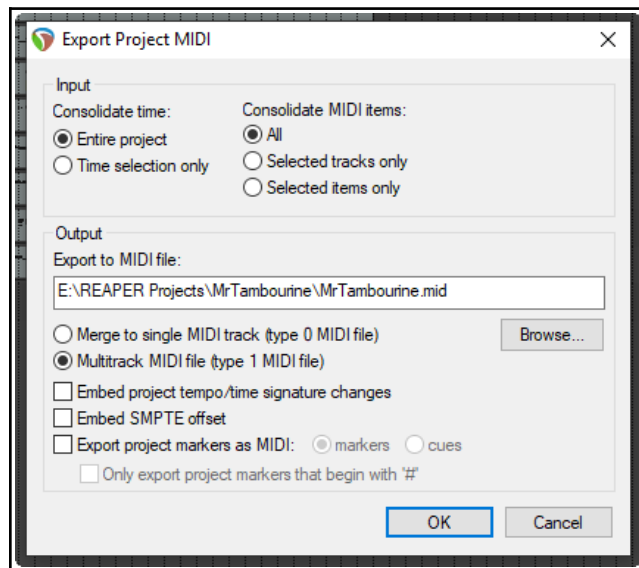 Export Project MIDI
Input
Consolidate time:
Entire project
Time selection only
Consolidate MIDI items:
All
Selected tracks only
Selected items only
Output
Export to MIDI file:
E:\REAPER Projects\MrTambourine\MrTambourine.mid
Merge to single MIDI track (type 0 MIDI file)
Browse...
Multitrack MIDI file (type 1 MIDI file)
Embed project tempo/time signature changes
Embed SMPTE offset
Export project markers as MIDI: markers cues
Only export project markers that begin with '#'
OK Cancel